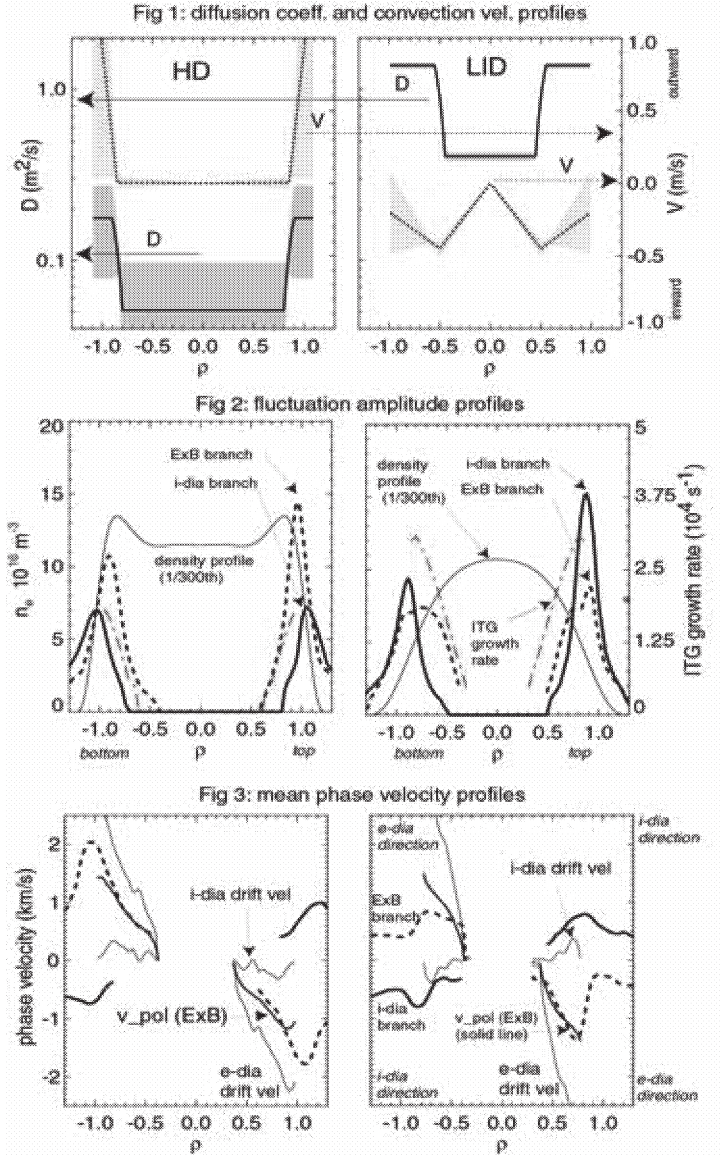 Fig 1: diffusion coeff. and convection vel. profiles
HD
LID
1.0
0.1
D (m²/s)
V
D
D
V
1.0
0.5
0.0
-0.5
-1.0
outward
V (m/s)
inward
-1.0 -0.5 0.0 0.5 1.0
ρ
-1.0 -0.5 0.0 0.5 1.0
ρ
Fig 2: fluctuation amplitude profiles
20
15
10
5
0
nₑ 10¹⁶ m⁻³
ExB branch
i-dia branch
density profile
(1/300th)
density
profile
(1/300th)
i-dia branch
ExB branch
ITG
growth
rate
5
3.75
2.5
1.25
0
ITG growth rate (10⁴ s⁻¹)
-1.0 -0.5 0.0 0.5 1.0
bottom ρ top
-1.0 -0.5 0.0 0.5 1.0
bottom ρ top
Fig 3: mean phase velocity profiles
2
1
0
-1
-2
phase velocity (km/s)
i-dia drift vel
v_pol (ExB)
e-dia
drift vel
e-dia
direction
i-dia
direction
i-dia drift vel
ExB
branch
i-dia
branch
v_pol (ExB)
(solid line)
e-dia
drift vel
i-dia
direction
e-dia
direction
-1.0 -0.5 0.0 0.5 1.0
ρ
-1.0 -0.5 0.0 0.5 1.0
ρ